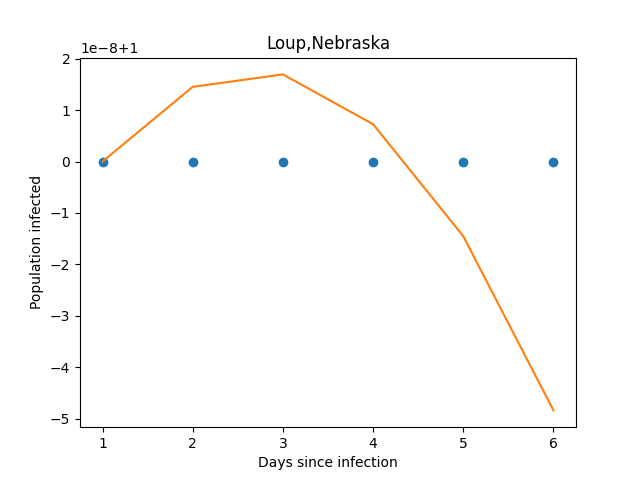 Loup,Nebraska
1e−8+1
2
1
0
−1
−2
−3
−4
−5
Population infected
1 2 3 4 5 6
Days since infection